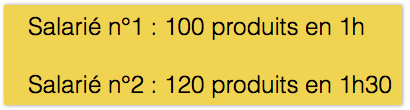 Salarié n°1 : 100 produits en 1h
Salarié n°2 : 120 produits en 1h30